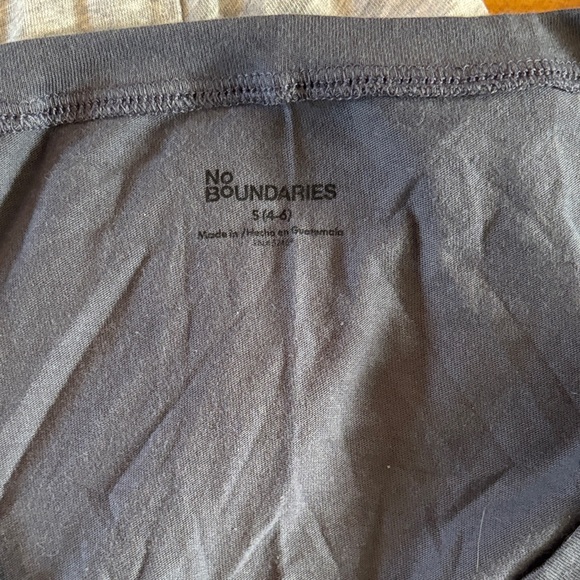 No
BOUNDARIES
S (4-6)
Made in /Hecho en Guatemala